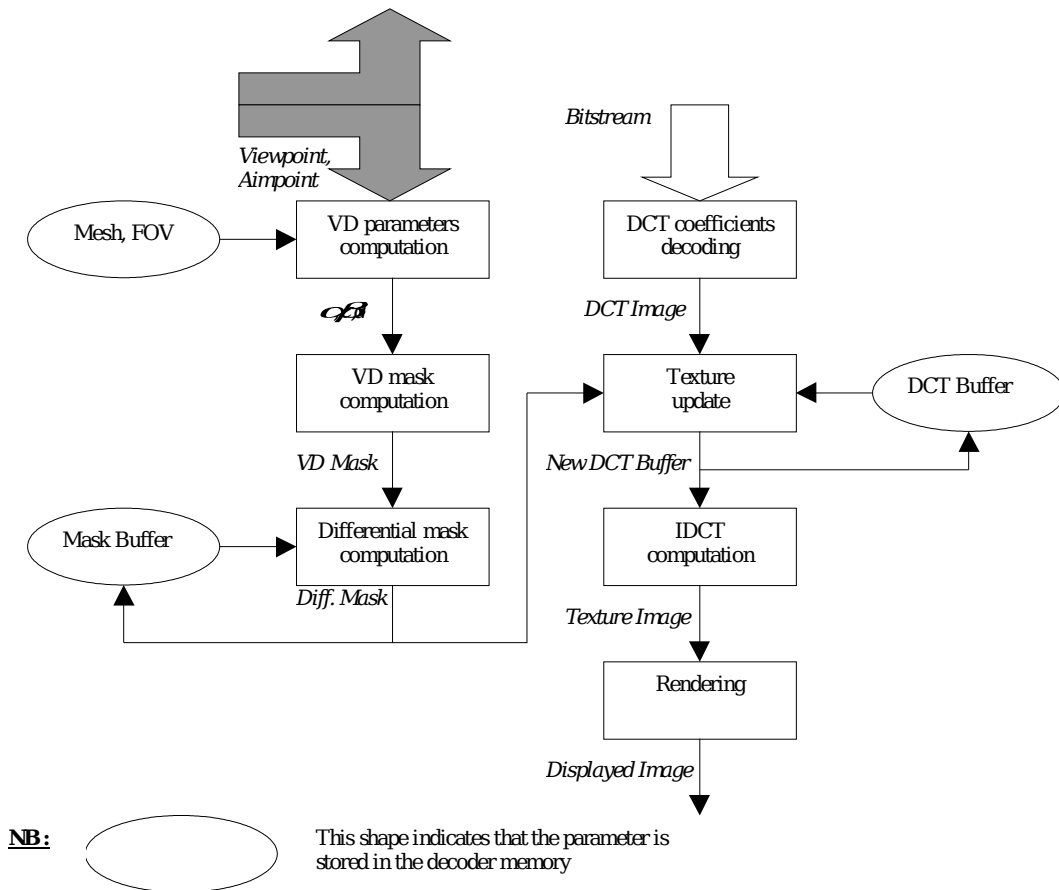 Viewpoint,
Aimpoint
Bitstream
Mesh, FOV
VD parameters
computation
DCT coefficients
decoding
DCT Image
VD mask
computation
Texture
update
DCT Buffer
VD Mask
New DCT Buffer
Mask Buffer
Differential mask
computation
IDCT
computation
Diff. Mask
Texture Image
Rendering
Displayed Image
NB:
This shape indicates that the parameter is
stored in the decoder memory